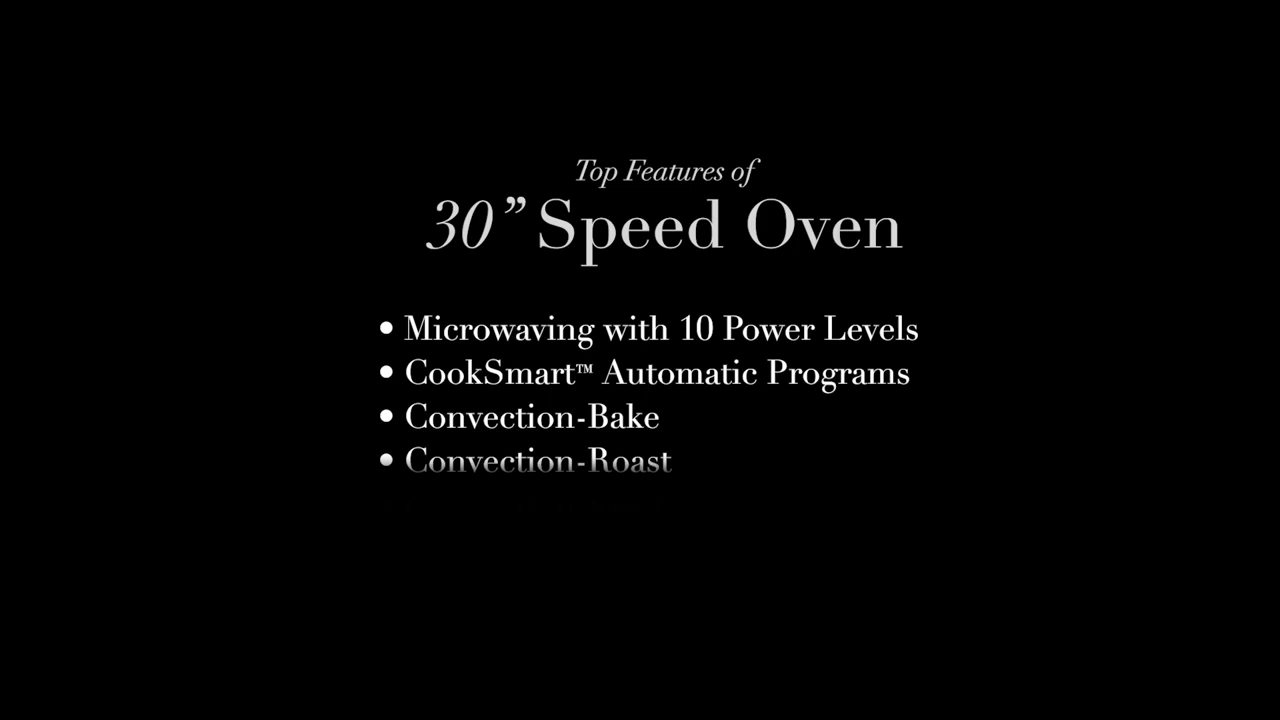 Top Features of
30” Speed Oven
• Microwaving with 10 Power Levels
• CookSmart™ Automatic Programs
• Convection-Bake
• Convection-Roast